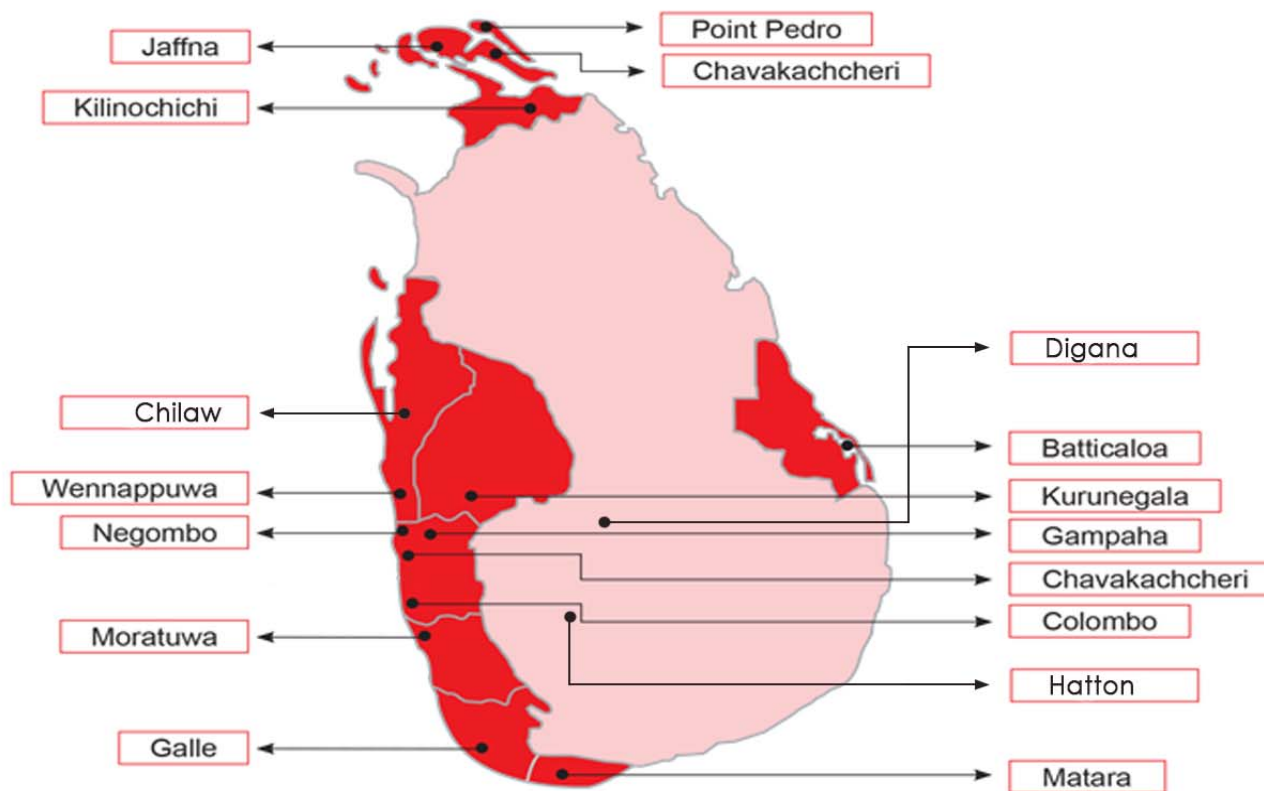 Point Pedro
Jaffna
Chavakachcheri
Kilinochichi
Digana
Chilaw
Batticaloa
Wennappuwa
Kurunegala
Negombo
Gampaha
Chavakachcheri
Colombo
Moratuwa
Hatton
Galle
Matara